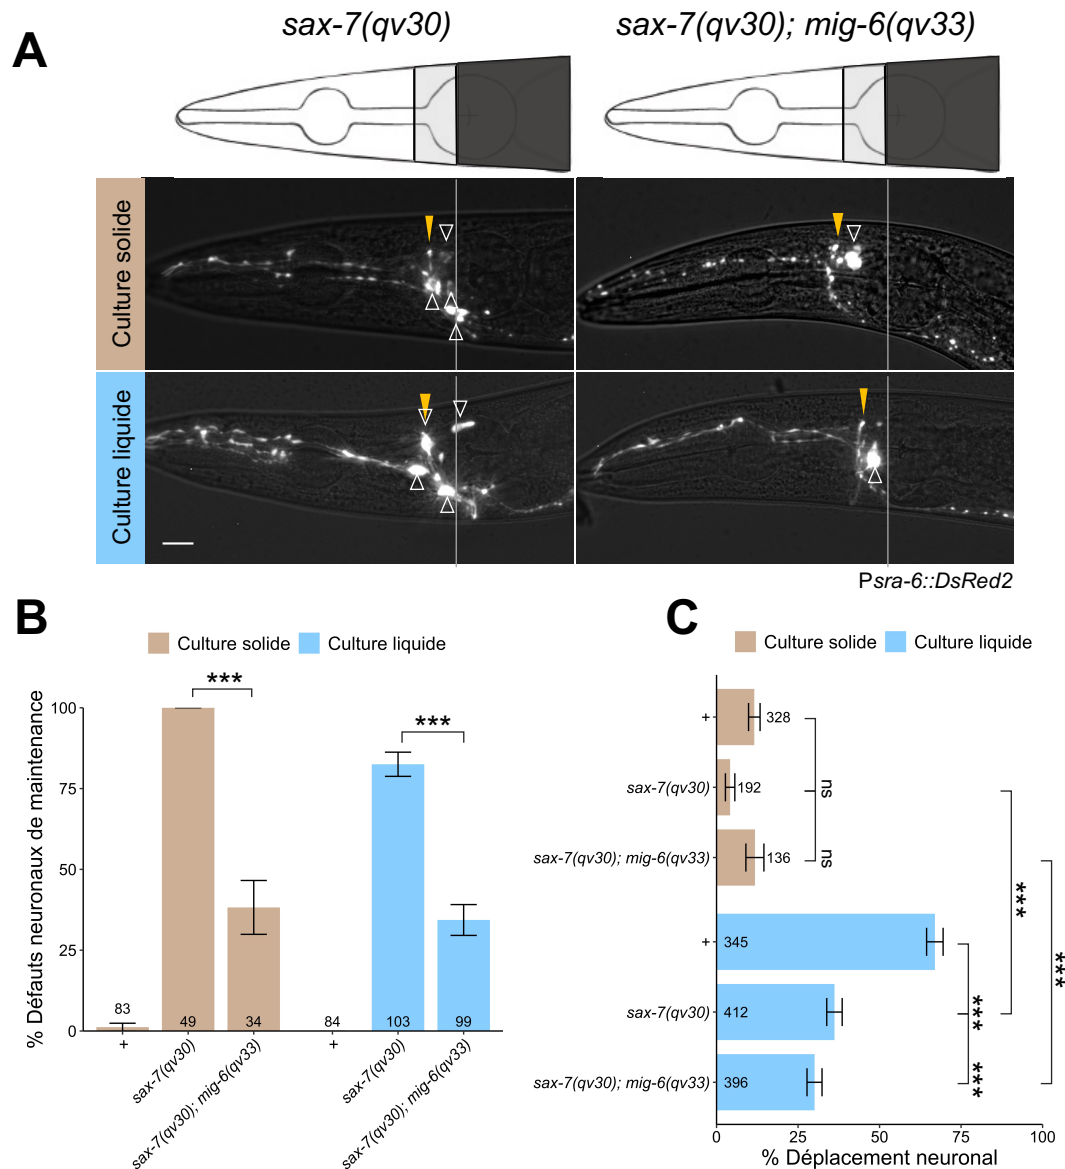 sax-7(qv30)
sax-7(qv30); mig-6(qv33)
A
Culture solide
Culture liquide
Psra-6::DsRed2
B
Culture solide
Culture liquide
% Défauts neuronaux de maintenance
100
75
50
25
0
***
***
83
49
34
84
103
99
+
sax-7(qv30)
sax-7(qv30); mig-6(qv33)
+
sax-7(qv30)
sax-7(qv30); mig-6(qv33)
C
Culture solide
Culture liquide
+
328
sax-7(qv30)
192
ns
sax-7(qv30); mig-6(qv33)
136
ns
+
345
sax-7(qv30)
412
sax-7(qv30); mig-6(qv33)
396
***
***
***
***
0
25
50
75
100
% Déplacement neuronal